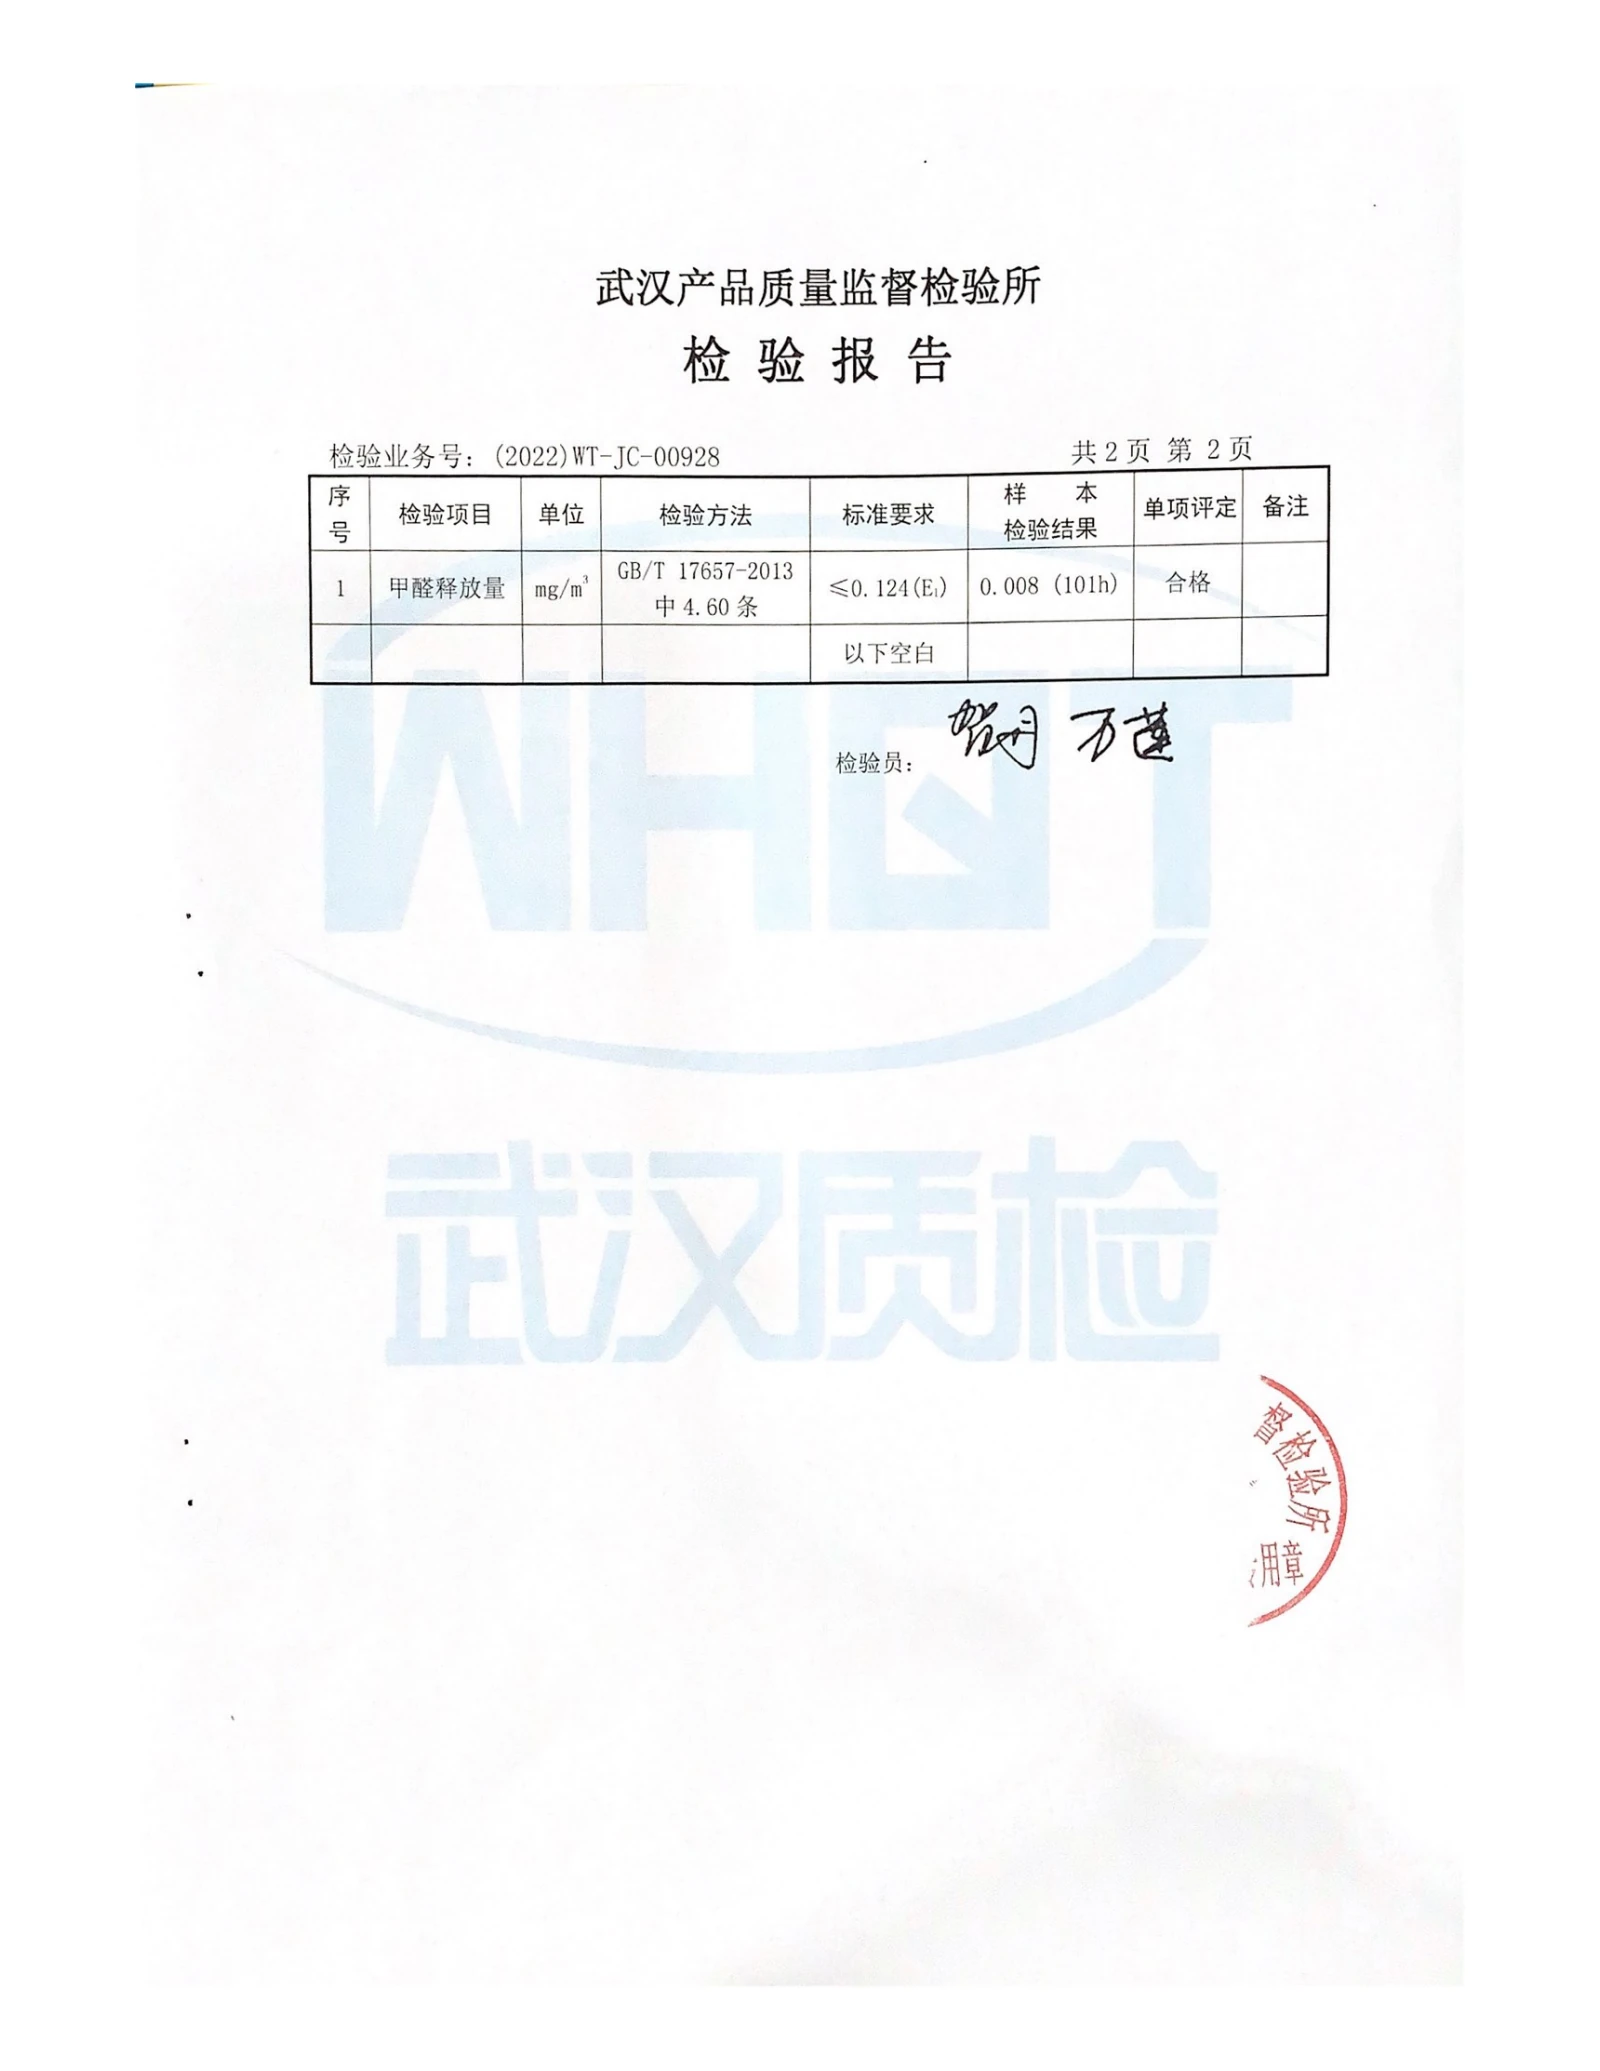 武汉产品质量监督检验所
检 验 报 告
检验业务号：(2022)WT-JC-00928
共 2 页 第 2 页
序号 检验项目 单位 检验方法 标准要求 样 本 检验结果 单项评定 备注
1 甲醛释放量 mg/m³ GB/T 17657-2013 中 4.60 条 ≤0.124(E₁) 0.008 (101h) 合格
以下空白
检验员：
万莲
WHQT
武汉质检
督检验所
用章